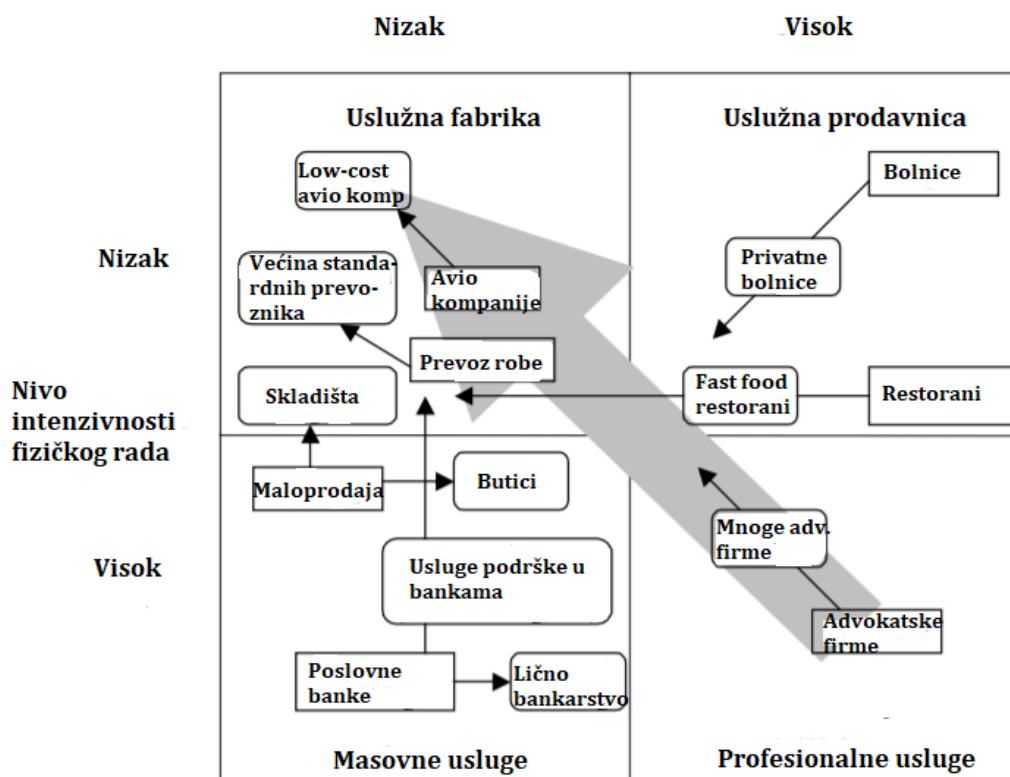 Nizak
Visok
Uslužna fabrika
Uslužna prodavnica
Low-cost
avio komp
Bolnice
Nizak
Većina standa-
rdnih prevo-
znika
Avio
kompanije
Privatne
bolnice
Prevoz robe
Nivo
intenzivnosti
fizičkog rada
Skladišta
Fast food
restorani
Restorani
Maloprodaja
Butici
Mnoge adv.
firme
Visok
Usluge podrške u
bankama
Advokatske
firme
Poslovne
banke
Lično
bankarstvo
Masovne usluge
Profesionalne usluge